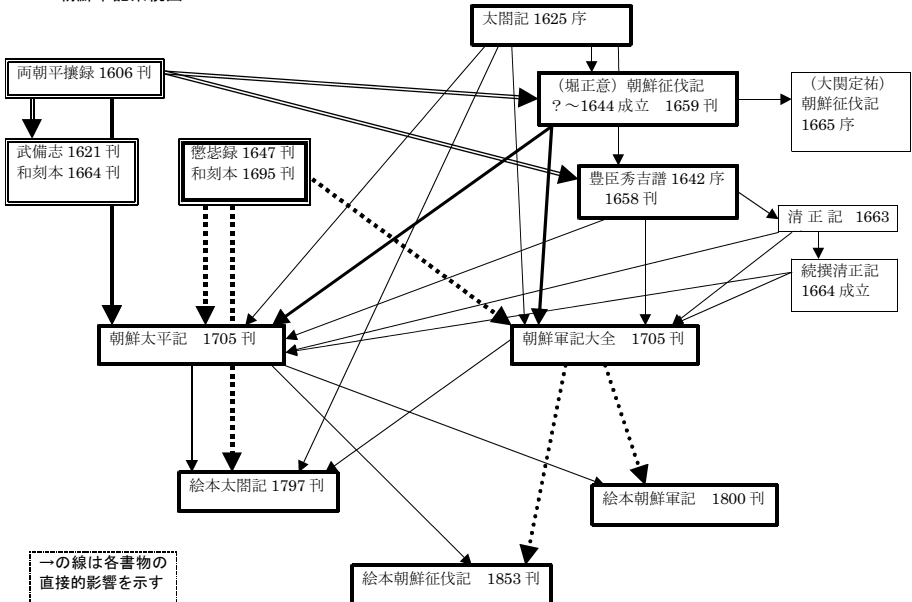 太閤記 1625 序
両朝平攘録 1606 刊
（堀正意）朝鮮征伐記
？～1644 成立　1659 刊
（大関定祐）
朝鮮征伐記
1665 序
武備志 1621 刊
和刻本 1664 刊
懲毖録 1647 刊
和刻本 1695 刊
豊臣秀吉譜 1642 序
1658 刊
清 正 記　1663
続撰清正記
1664 成立
朝鮮太平記　1705 刊
朝鮮軍記大全　1705 刊
絵本太閤記 1797 刊
絵本朝鮮軍記　1800 刊
→の線は各書物の
直接的影響を示す
絵本朝鮮征伐記　1853 刊